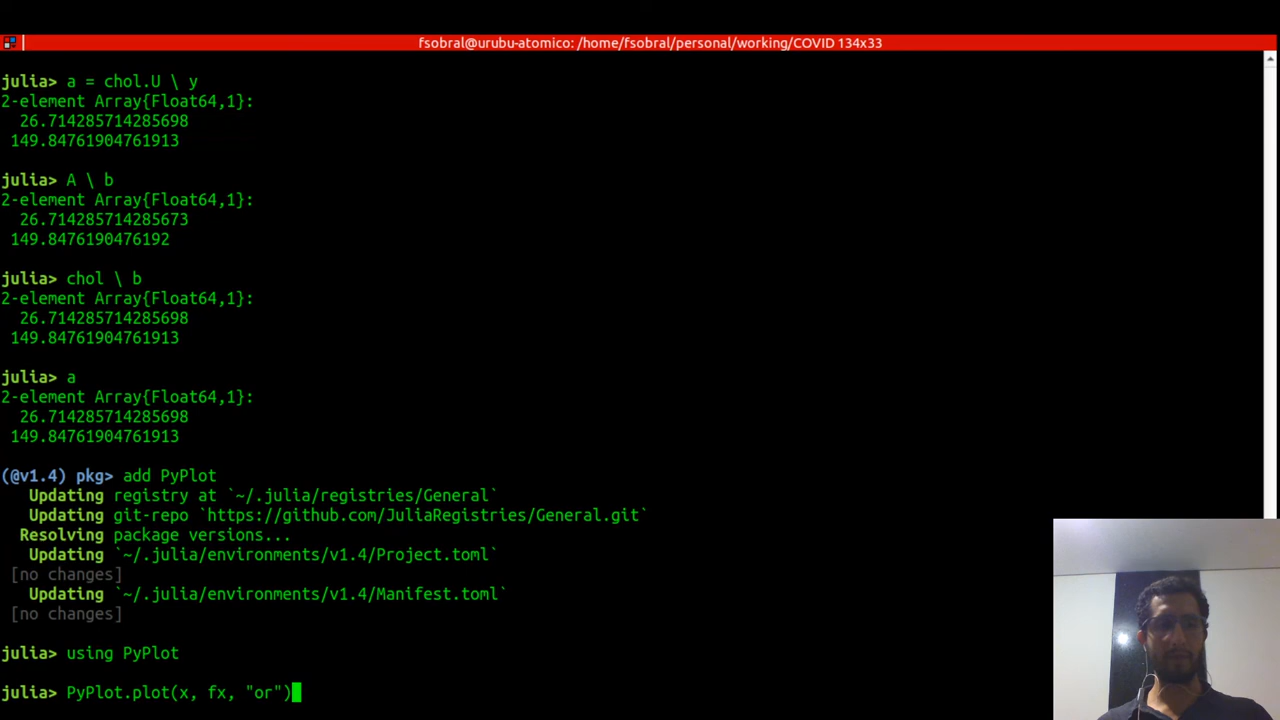 fsobral@urubu-atomico: /home/fsobral/personal/working/COVID 134x33
julia> a = chol.U \ y
2-element Array{Float64,1}:
26.714285714285698
149.84761904761913
julia> A \ b
2-element Array{Float64,1}:
26.714285714285673
149.8476190476192
julia> chol \ b
2-element Array{Float64,1}:
26.714285714285698
149.84761904761913
julia> a
2-element Array{Float64,1}:
26.714285714285698
149.84761904761913
(@v1.4) pkg> add PyPlot
Updating registry at `~/.julia/registries/General`
Updating git-repo `https://github.com/JuliaRegistries/General.git`
Resolving package versions...
Updating `~/.julia/environments/v1.4/Project.toml`
[no changes]
Updating `~/.julia/environments/v1.4/Manifest.toml`
[no changes]
julia> using PyPlot
julia> PyPlot.plot(x, fx, "or")